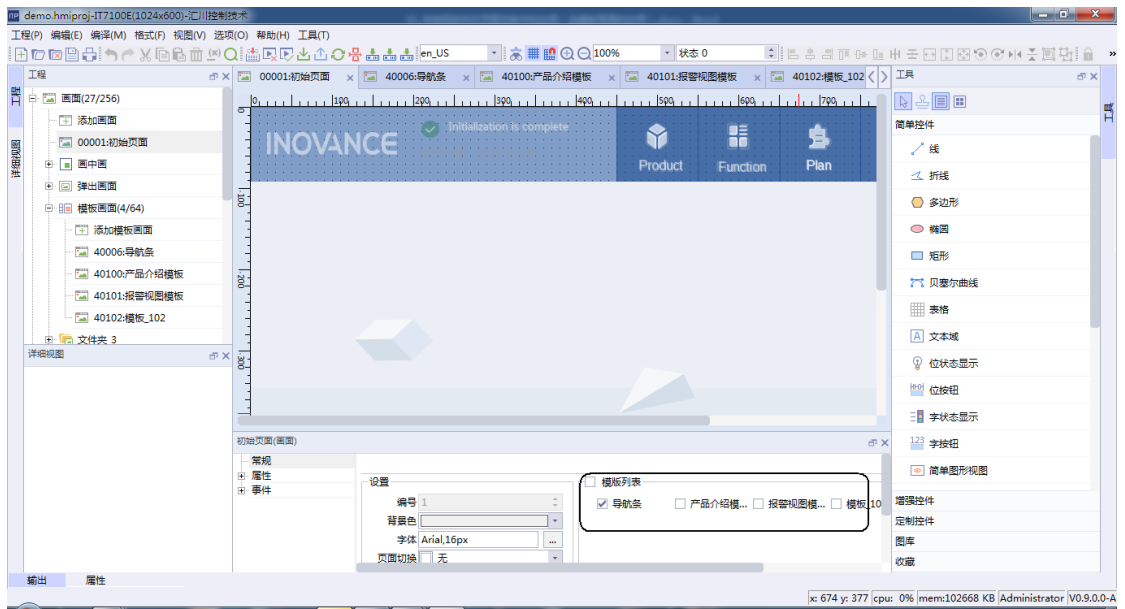 demo.hmiproj-IT7100E(1024x600)-汇川控制技术
工程(P) 编辑(E) 编译(M) 格式(F) 视图(V) 选项(O) 帮助(H) 工具(T)
en_US 100% 状态 0
工程 00001:初始页面 40006:导航条 40100:产品介绍模板 40101:报警视图模板 40102:模板_102 工具
工程
详细视图
工具
画面(27/256)
添加画面
00001:初始页面
画中画
弹出画面
模板画面(4/64)
添加模板画面
40006:导航条
40100:产品介绍模板
40101:报警视图模板
40102:模板_102
文件夹 3
详细视图
0 100 200 300 400 500 600 700
0
100
200
300
INOVANCE
Initialization is complete
Product Function Plan
简单控件
线
折线
多边形
椭圆
矩形
贝塞尔曲线
表格
文本域
位状态显示
位按钮
字状态显示
字按钮
简单图形视图
增强控件
定制控件
图库
收藏
初始页面(画面)
常规
属性
事件
设置
编号 1
背景色
字体 Arial,16px ...
页面切换 无
模版列表
导航条 产品介绍模... 报警视图模... 模板_10
输出 属性
x: 674 y: 377 cpu: 0% mem:102668 KB Administrator V0.9.0.0-A